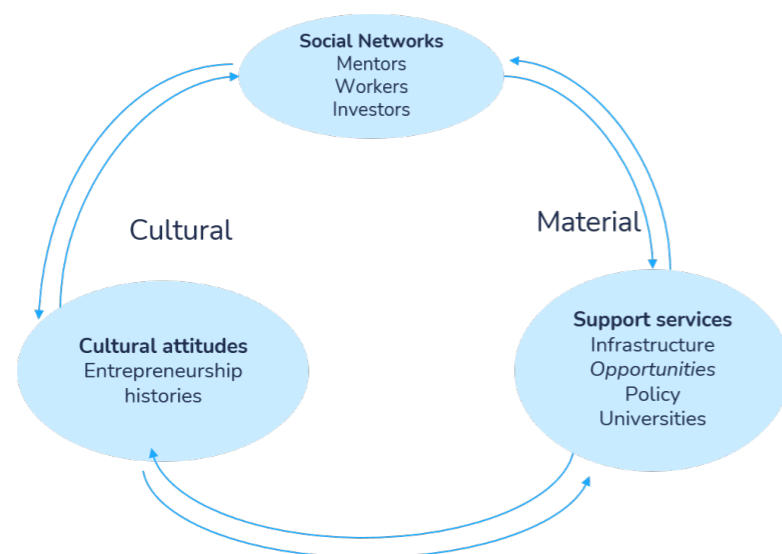 Social Networks
Mentors
Workers
Investors
Cultural
Material
Cultural attitudes
Entrepreneurship
histories
Support services
Infrastructure
Opportunities
Policy
Universities